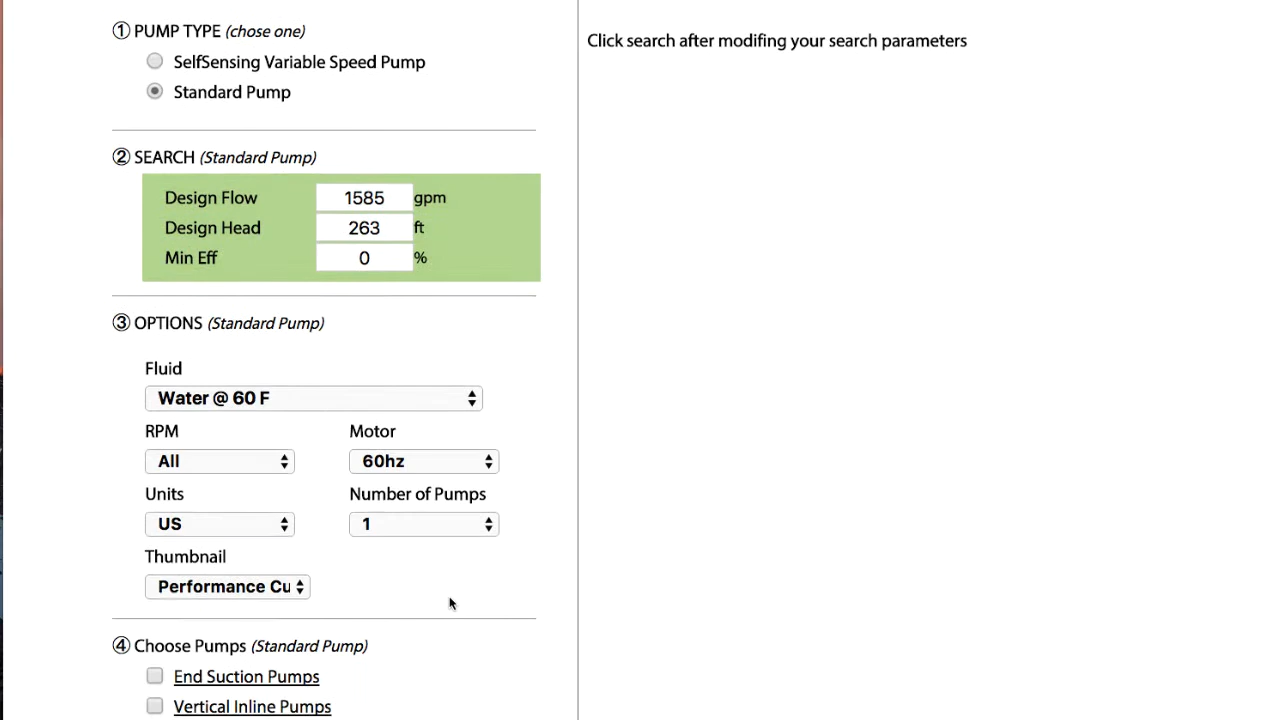 ① PUMP TYPE (chose one)
SelfSensing Variable Speed Pump
Standard Pump
② SEARCH (Standard Pump)
Design Flow 1585 gpm
Design Head 263 ft
Min Eff 0 %
③ OPTIONS (Standard Pump)
Fluid
Water @ 60 F
RPM Motor
All 60hz
Units Number of Pumps
US 1
Thumbnail
Performance Cu
④ Choose Pumps (Standard Pump)
End Suction Pumps
Vertical Inline Pumps
Click search after modifing your search parameters